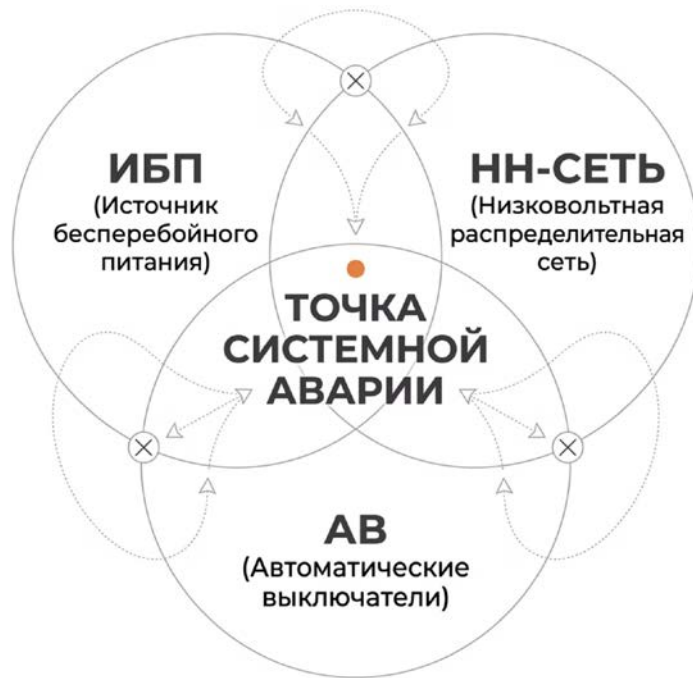 ИБП
(Источник
бесперебойного
питания)
НН-СЕТЬ
(Низковольтная
распределительная
сеть)
ТОЧКА
СИСТЕМНОЙ
АВАРИИ
АВ
(Автоматические
выключатели)